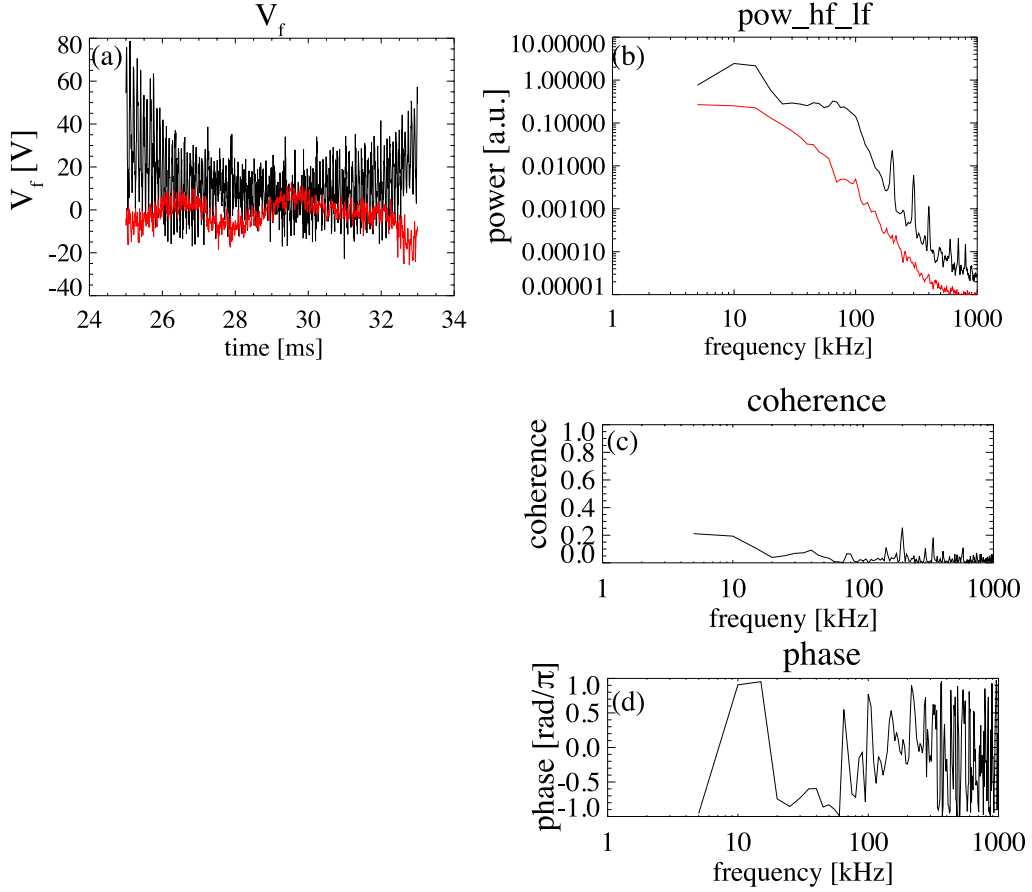 V_f
(a)
80
60
40
20
0
-20
-40
V_f [V]
24
26
28
30
32
34
time [ms]
pow_hf_lf
(b)
10.00000
1.00000
0.10000
0.01000
0.00100
0.00010
0.00001
power [a.u.]
1
10
100
1000
frequency [kHz]
coherence
(c)
1.0
0.8
0.6
0.4
0.2
0.0
coherence
1
10
100
1000
frequeny [kHz]
phase
(d)
1.0
0.5
0.0
-0.5
-1.0
phase [rad/π]
1
10
100
1000
frequency [kHz]